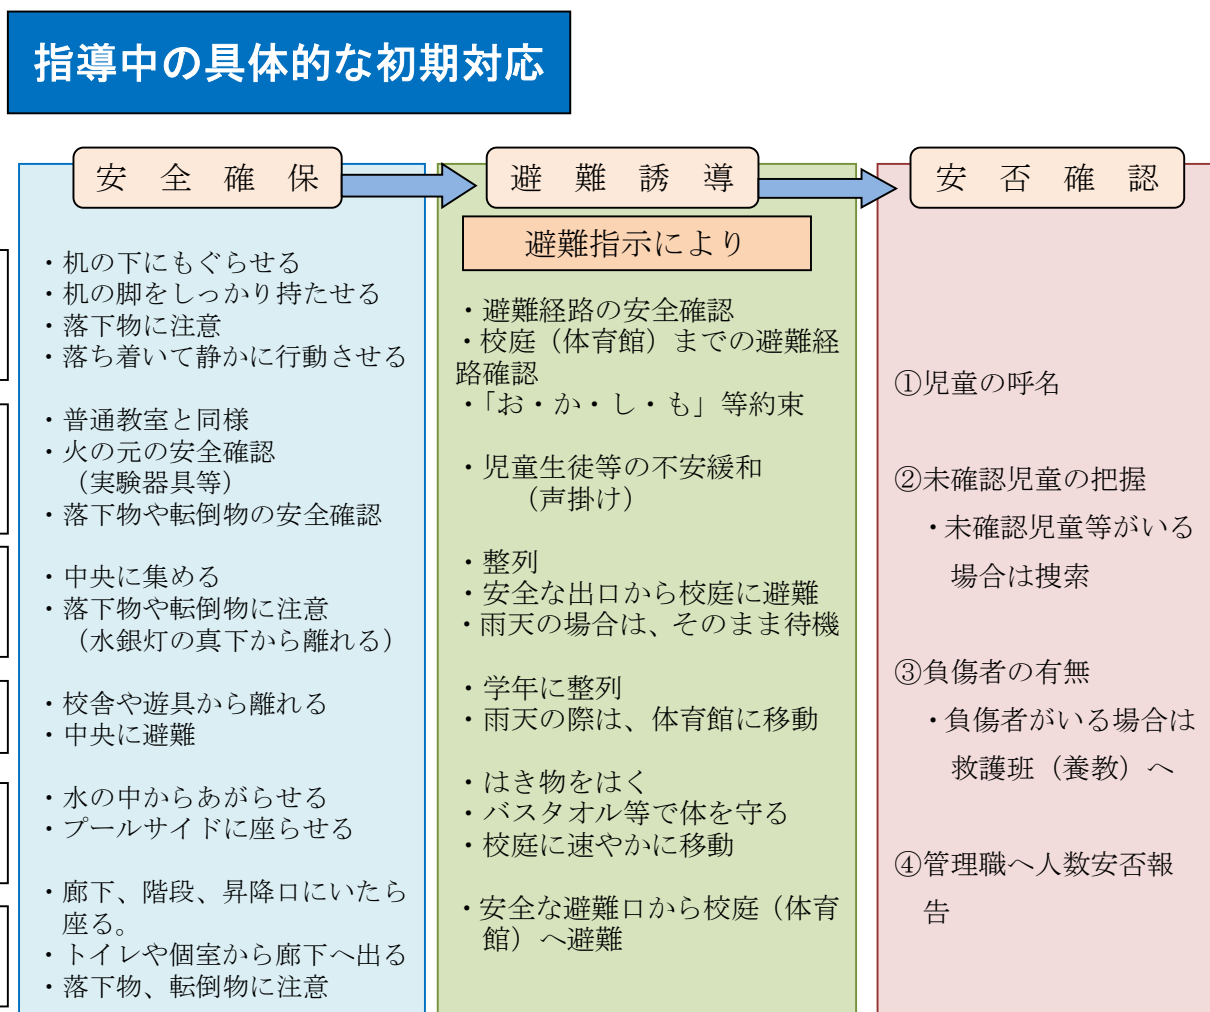 指導中の具体的な初期対応
安全確保
・机の下にもぐらせる
・机の脚をしっかり持たせる
・落下物に注意
・落ち着いて静かに行動させる
・普通教室と同様
・火の元の安全確認
（実験器具等）
・落下物や転倒物の安全確認
・中央に集める
・落下物や転倒物に注意
（水銀灯の真下から離れる）
・校舎や遊具から離れる
・中央に避難
・水の中からあがらせる
・プールサイドに座らせる
・廊下、階段、昇降口にいたら
座る。
・トイレや個室から廊下へ出る
・落下物、転倒物に注意
避難誘導
避難指示により
・避難経路の安全確認
・校庭（体育館）までの避難経
路確認
・「お・か・し・も」等約束
・児童生徒等の不安緩和
（声掛け）
・整列
・安全な出口から校庭に避難
・雨天の場合は、そのまま待機
・学年に整列
・雨天の際は、体育館に移動
・はき物をはく
・バスタオル等で体を守る
・校庭に速やかに移動
・安全な避難口から校庭（体育
館）へ避難
安否確認
①児童の呼名
②未確認児童の把握
・未確認児童等がいる
場合は捜索
③負傷者の有無
・負傷者がいる場合は
救護班（養教）へ
④管理職へ人数安否報
告